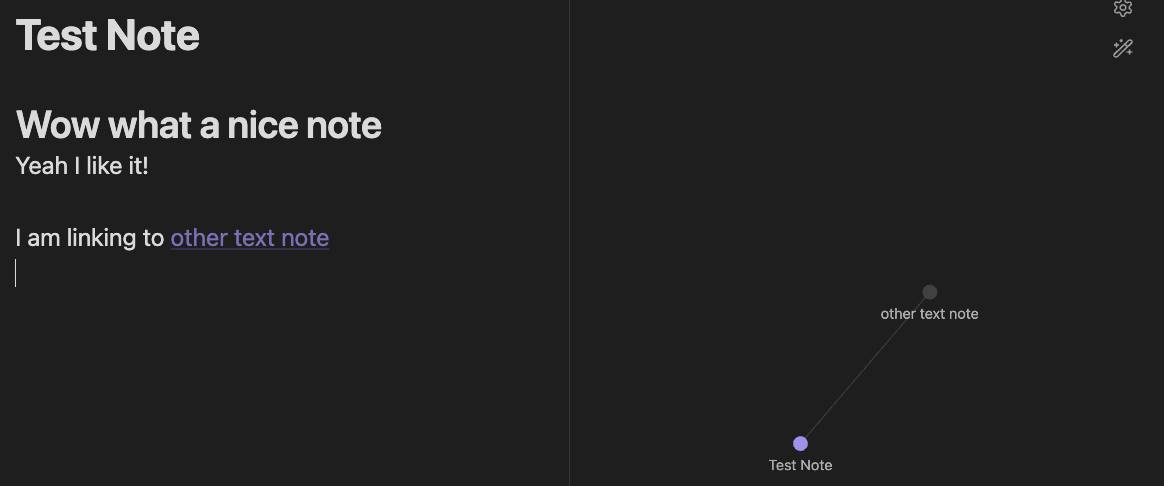 Test Note
Wow what a nice note
Yeah I like it!
I am linking to other text note
other text note
Test Note